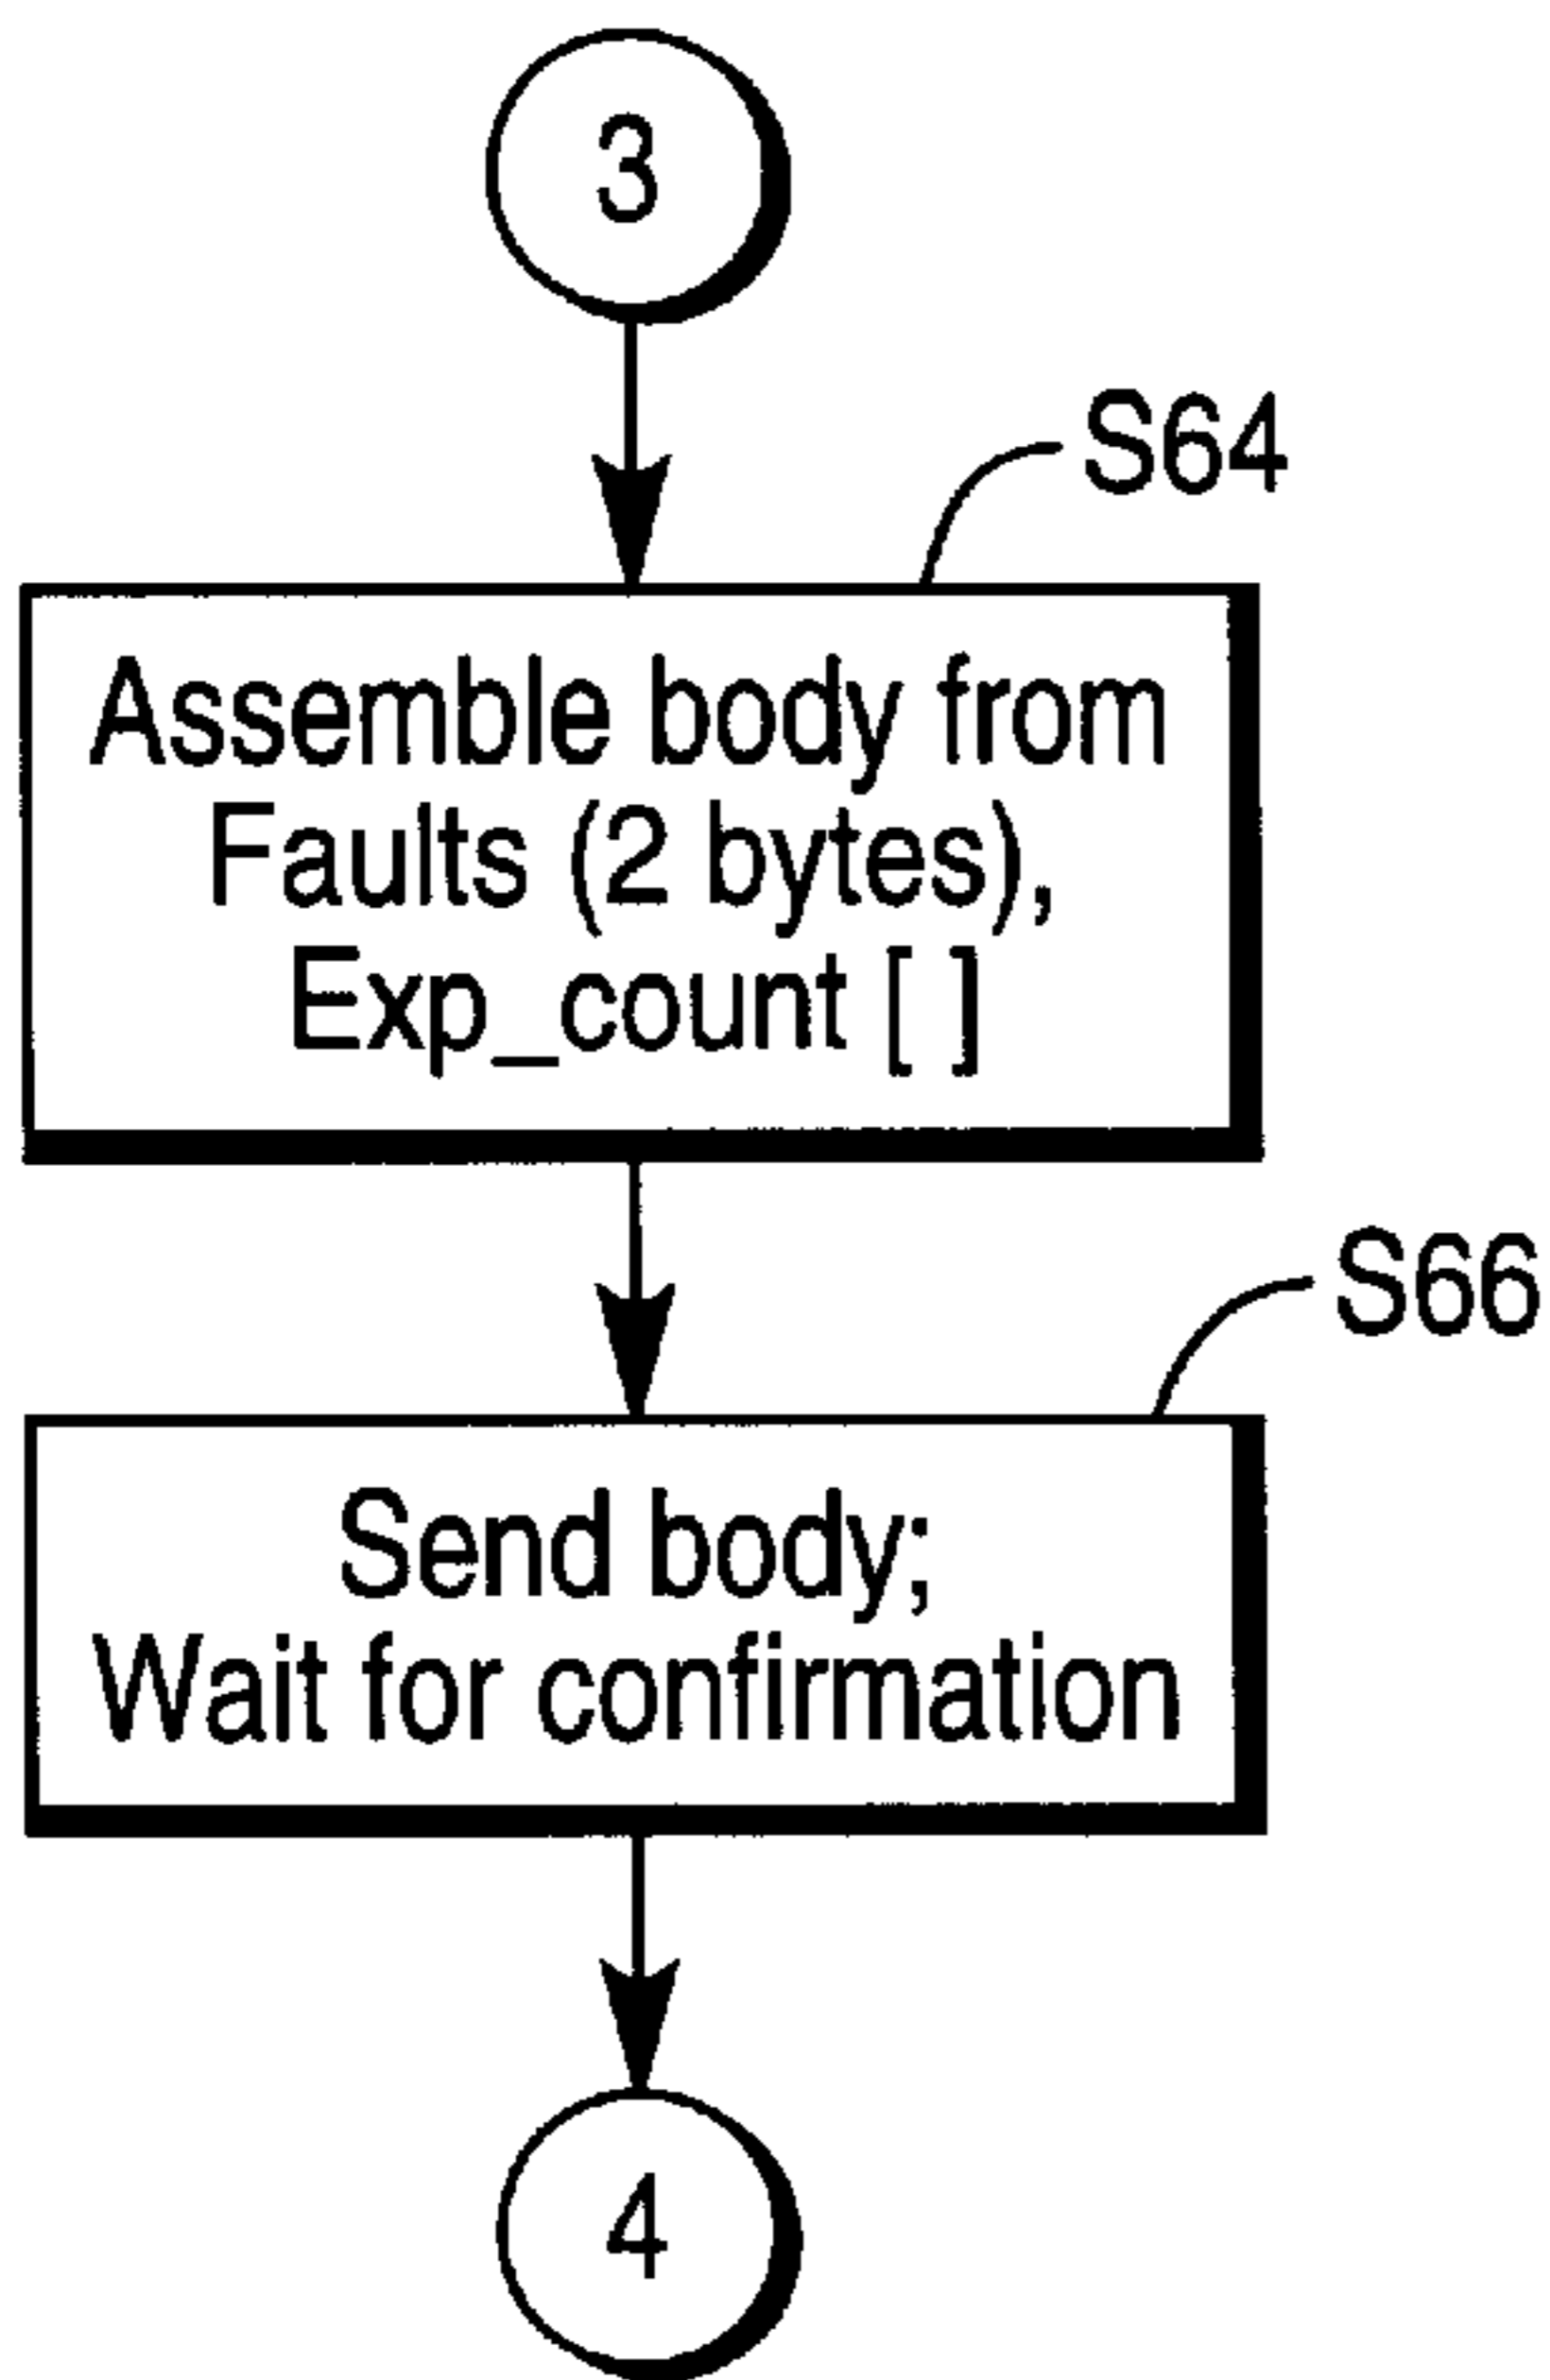 3
S64
Assemble body from
Faults (2 bytes),
Exp_count [ ]
S66
Send body;
Wait for confirmation
4